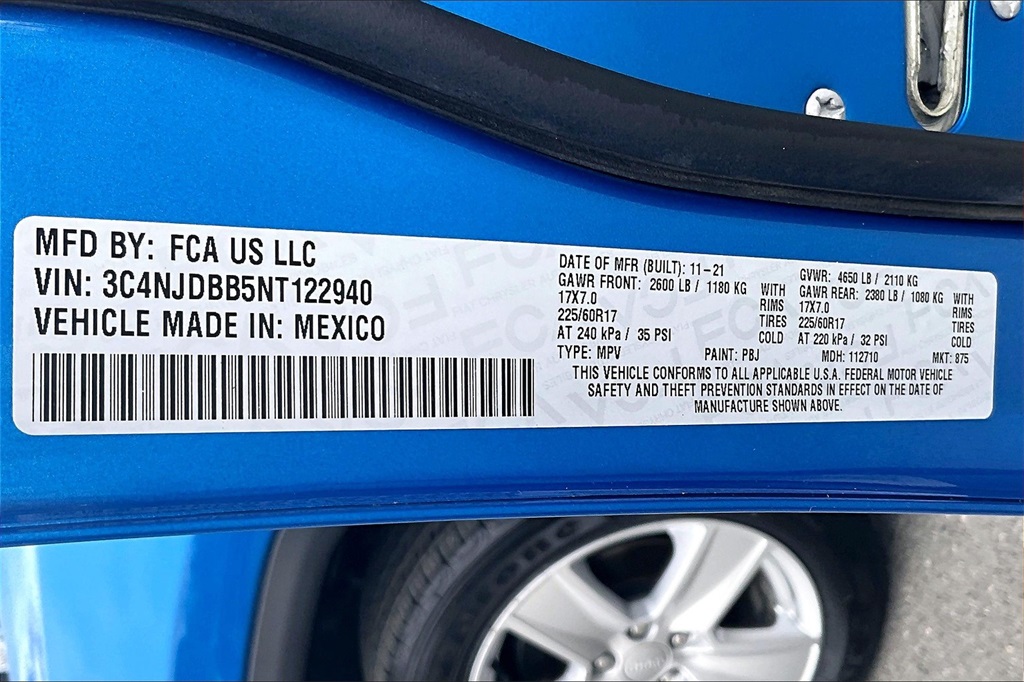 MFD BY: FCA US LLC
VIN: 3C4NJDBB5NT122940
VEHICLE MADE IN: MEXICO
DATE OF MFR (BUILT): 11-21
GAWR FRONT: 2600 LB / 1180 KG WITH
17X7.0 RIMS
225/60R17 TIRES
AT 240 kPa / 35 PSI COLD
GVWR: 4650 LB / 2110 KG
GAWR REAR: 2380 LB / 1080 KG WITH
17X7.0 RIMS
225/60R17 TIRES
AT 220 kPa / 32 PSI COLD
TYPE: MPV PAINT: PBJ MDH: 112710 MKT: 875
THIS VEHICLE CONFORMS TO ALL APPLICABLE U.S.A. FEDERAL MOTOR VEHICLE
SAFETY AND THEFT PREVENTION STANDARDS IN EFFECT ON THE DATE OF
MANUFACTURE SHOWN ABOVE.